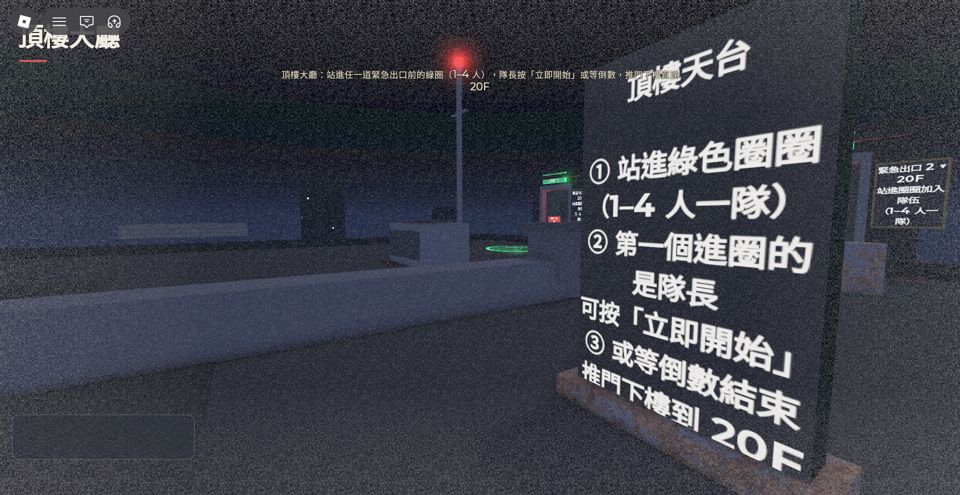 頂樓大廳
頂樓大廳：站進任一道緊急出口前的綠圈（1–4 人），隊長按「立即開始」或等倒數，推門
20F
頂樓天台
① 站進綠色圈圈
（1–4 人一隊）
② 第一個進圈的
是隊長
可按「立即開始」
③ 或等倒數結束
推門下樓到 20F
緊急出口 2
20F
站進圈圈加入
隊伍
（1–4 人一
隊）